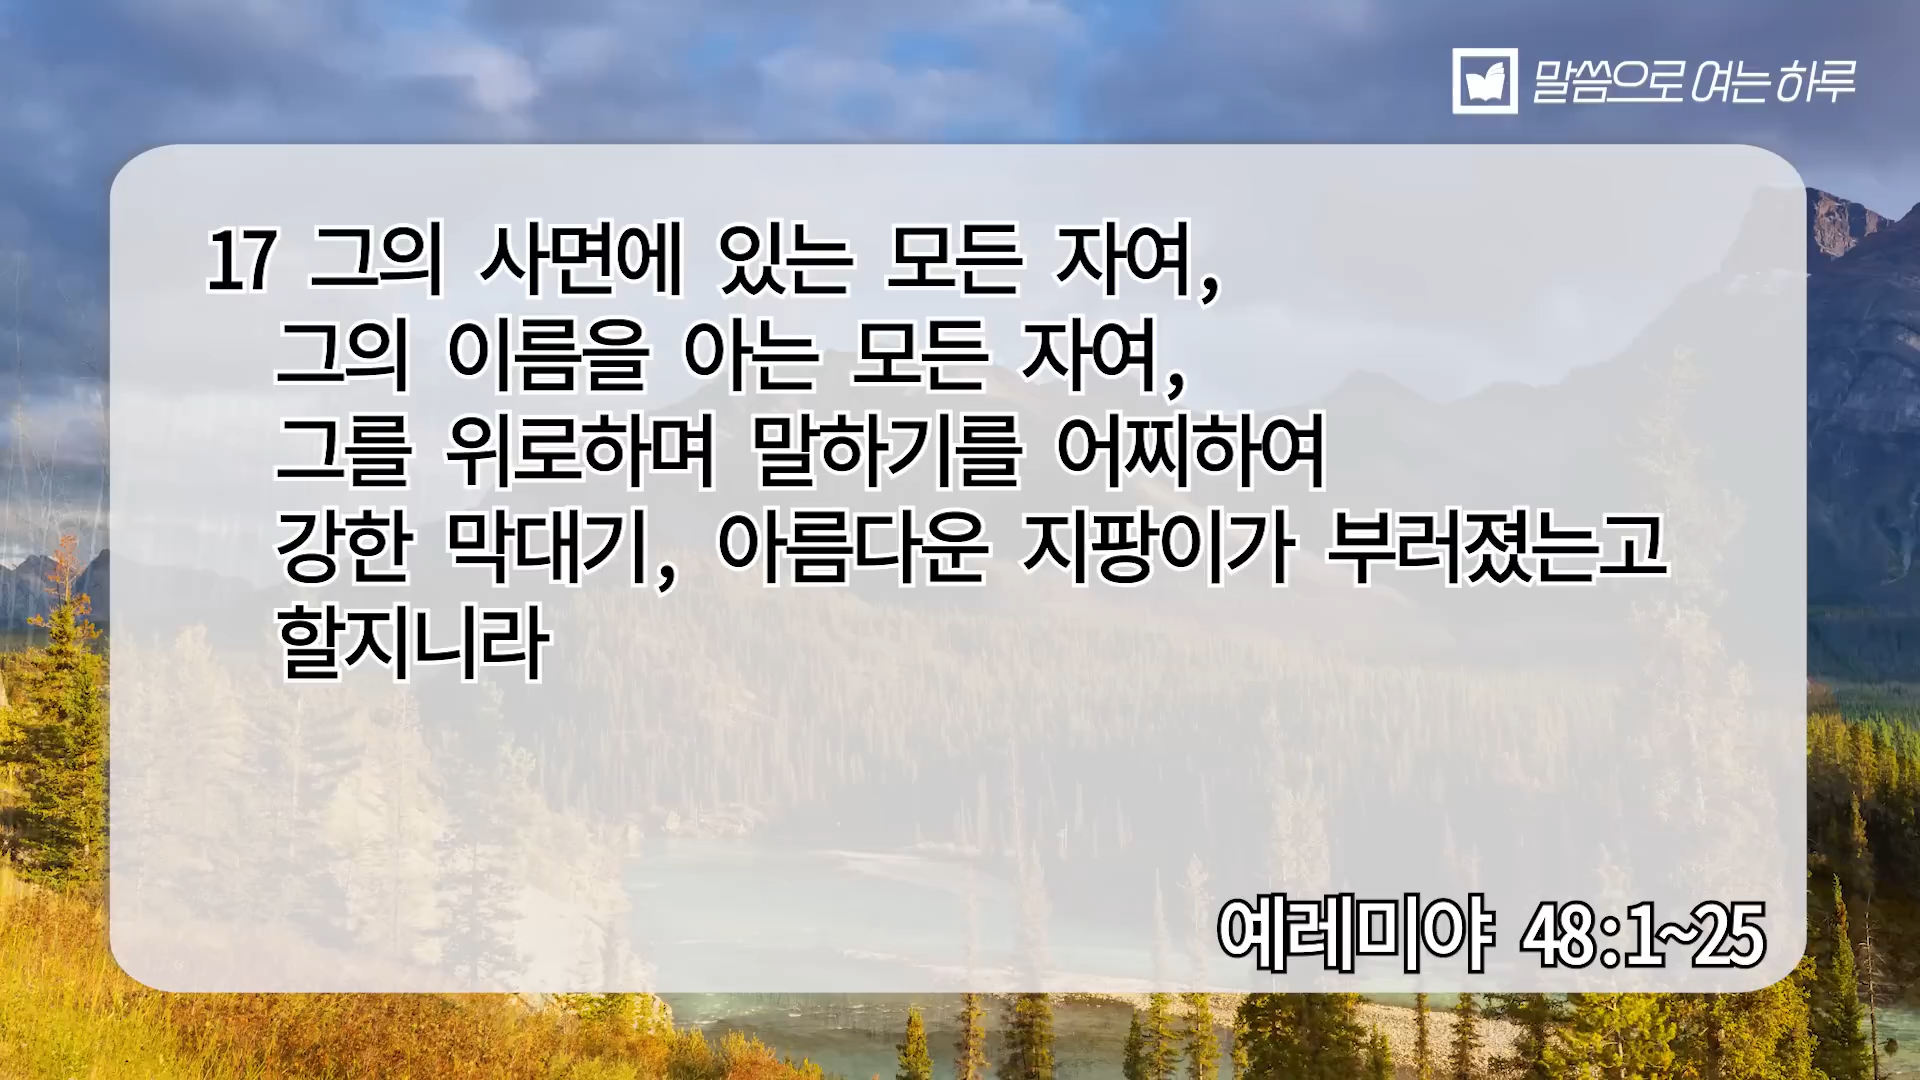 말씀으로 여는 하루
17 그의 사면에 있는 모든 자여,
그의 이름을 아는 모든 자여,
그를 위로하며 말하기를 어찌하여
강한 막대기, 아름다운 지팡이가 부러졌는고
할지니라
예레미야 48:1~25